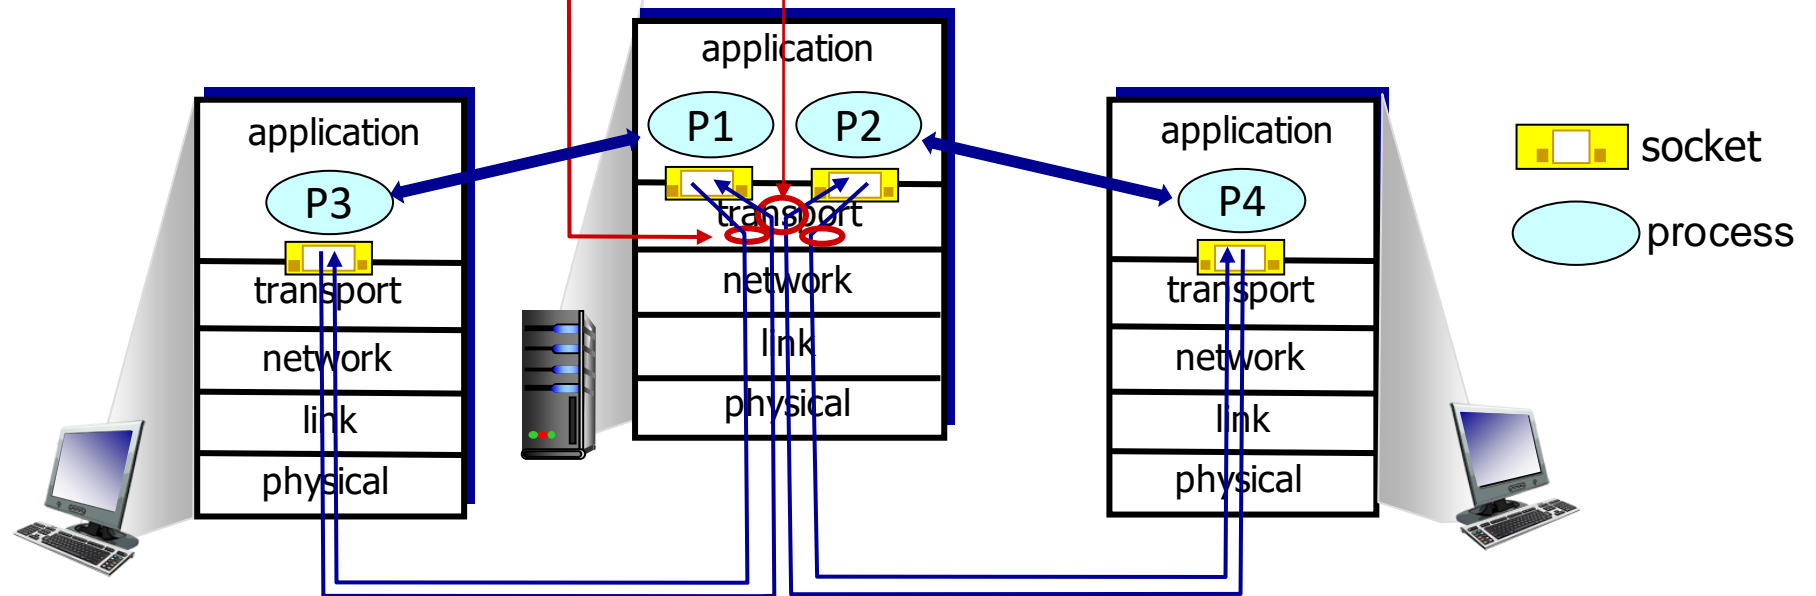 application
P3
transport
network
link
physical
application
P1
P2
transport
network
link
physical
application
P4
transport
network
link
physical
socket
process